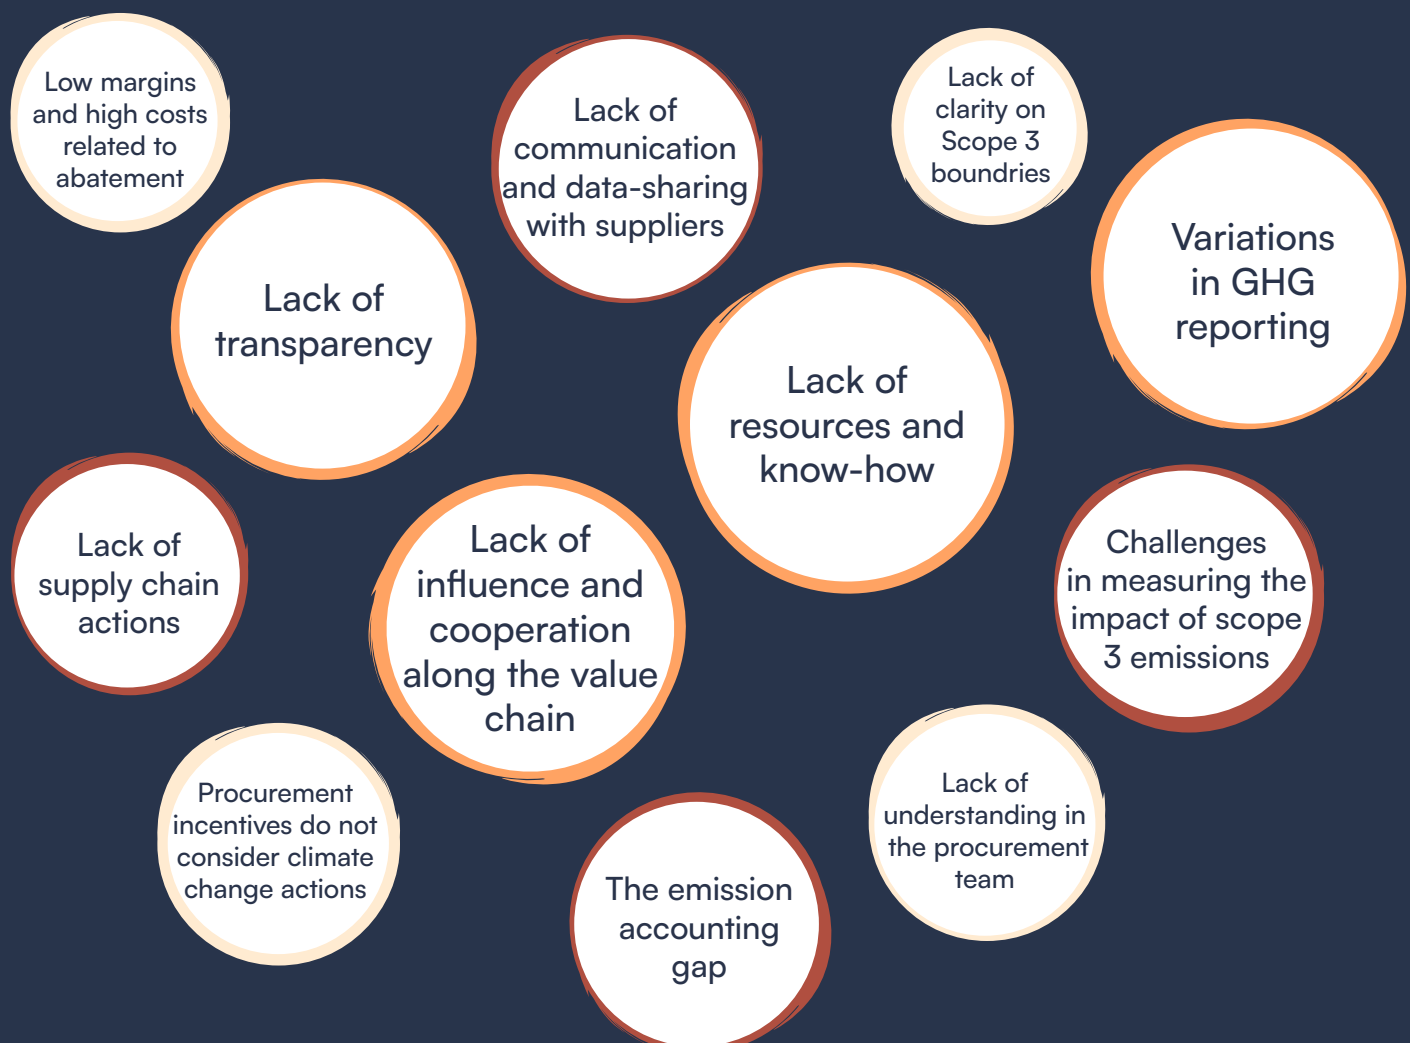 Low margins
and high costs
related to
abatement
Lack of
communication
and data-sharing
with suppliers
Lack of
clarity on
Scope 3
boundries
Variations
in GHG
reporting
Lack of
transparency
Lack of
resources and
know-how
Lack of
supply chain
actions
Lack of
influence and
cooperation
along the value
chain
Challenges
in measuring the
impact of scope
3 emissions
Procurement
incentives do not
consider climate
change actions
The emission
accounting
gap
Lack of
understanding in
the procurement
team